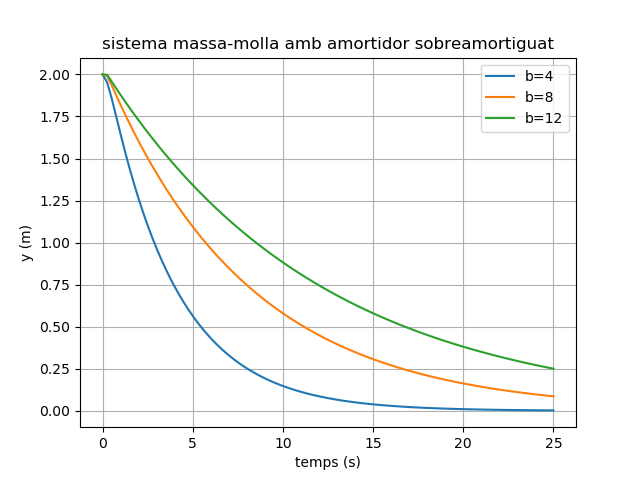 sistema massa-molla amb amortidor sobreamortiguat
b=4
b=8
b=12
y (m)
2.00
1.75
1.50
1.25
1.00
0.75
0.50
0.25
0.00
0 5 10 15 20 25
temps (s)